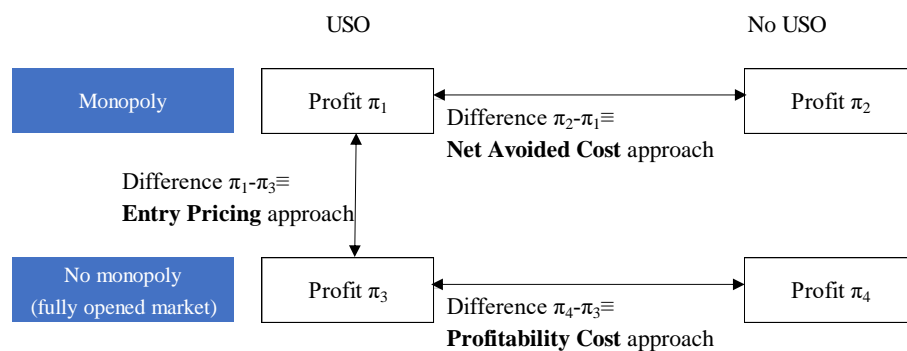 USO
No USO
Monopoly
Profit π₁
Profit π₂
Difference π₂-π₁≡
Net Avoided Cost approach
Difference π₁-π₃≡
Entry Pricing approach
No monopoly
(fully opened market)
Profit π₃
Profit π₄
Difference π₄-π₃≡
Profitability Cost approach